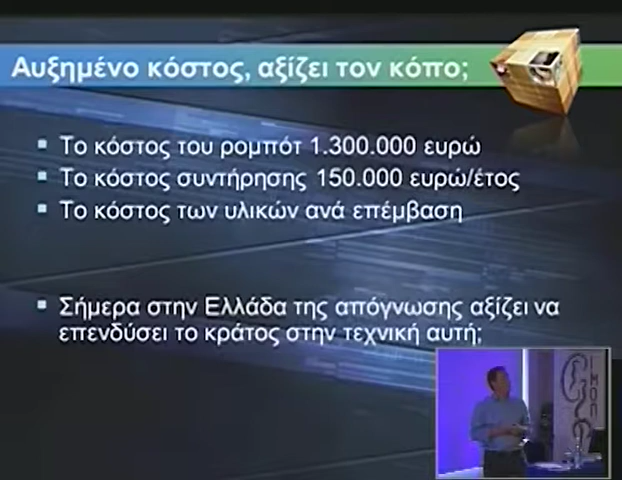 Αυξημένο κόστος, αξίζει τον κόπο;
Το κόστος του ρομπότ 1.300.000 ευρώ
Το κόστος συντήρησης 150.000 ευρώ/έτος
Το κόστος των υλικών ανά επέμβαση
Σήμερα στην Ελλάδα της απόγνωσης αξίζει να
επενδύσει το κράτος στην τεχνική αυτή;